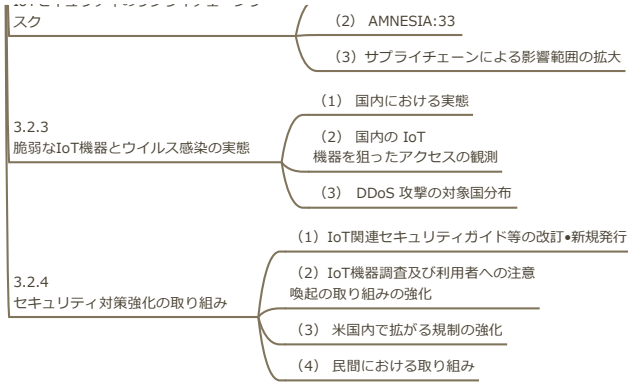 スク
（2） AMNESIA:33
（3）サプライチェーンによる影響範囲の拡大
3.2.3
脆弱なIoT機器とウイルス感染の実態
（1） 国内における実態
（2） 国内の IoT
機器を狙ったアクセスの観測
（3） DDoS 攻撃の対象国分布
3.2.4
セキュリティ対策強化の取り組み
（1）IoT関連セキュリティガイド等の改訂•新規発行
（2）IoT機器調査及び利用者への注意
喚起の取り組みの強化
（3） 米国内で拡がる規制の強化
（4） 民間における取り組み